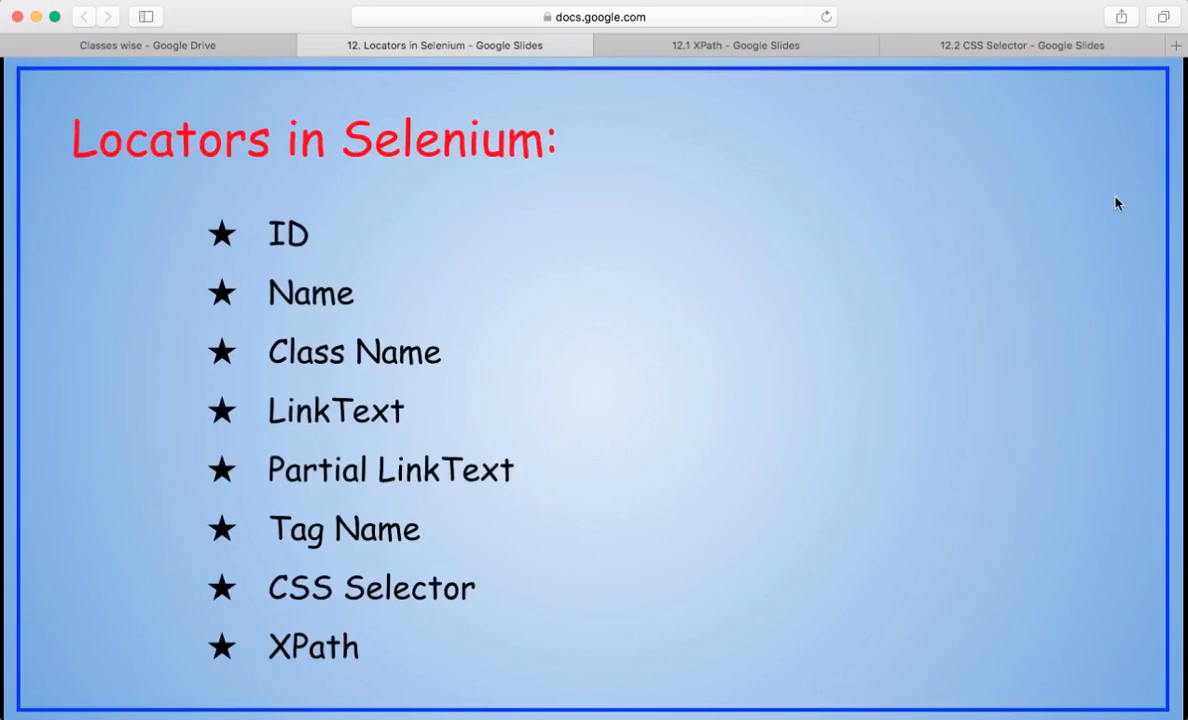 docs.google.com
Classes wise - Google Drive
12. Locators in Selenium - Google Slides
12.1 XPath - Google Slides
12.2 CSS Selector - Google Slides
Locators in Selenium:
★ ID
★ Name
★ Class Name
★ LinkText
★ Partial LinkText
★ Tag Name
★ CSS Selector
★ XPath